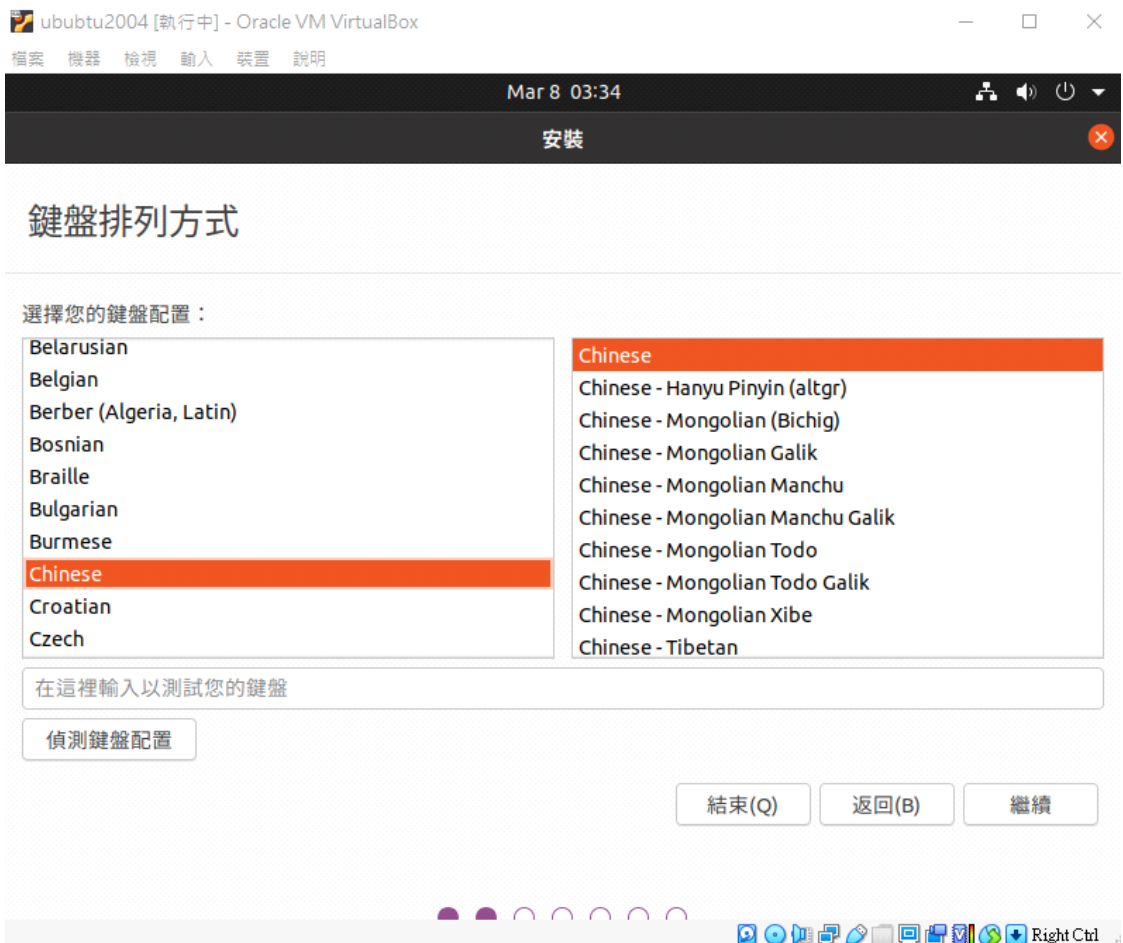 ububtu2004 [執行中] - Oracle VM VirtualBox
檔案 機器 檢視 輸入 裝置 說明
Mar 8 03:34
安裝
鍵盤排列方式
選擇您的鍵盤配置：
Belarusian
Belgian
Berber (Algeria, Latin)
Bosnian
Braille
Bulgarian
Burmese
Chinese
Croatian
Czech
Chinese
Chinese - Hanyu Pinyin (altgr)
Chinese - Mongolian (Bichig)
Chinese - Mongolian Galik
Chinese - Mongolian Manchu
Chinese - Mongolian Manchu Galik
Chinese - Mongolian Todo
Chinese - Mongolian Todo Galik
Chinese - Mongolian Xibe
Chinese - Tibetan
在這裡輸入以測試您的鍵盤
偵測鍵盤配置
結束(Q) 返回(B) 繼續
Right Ctrl